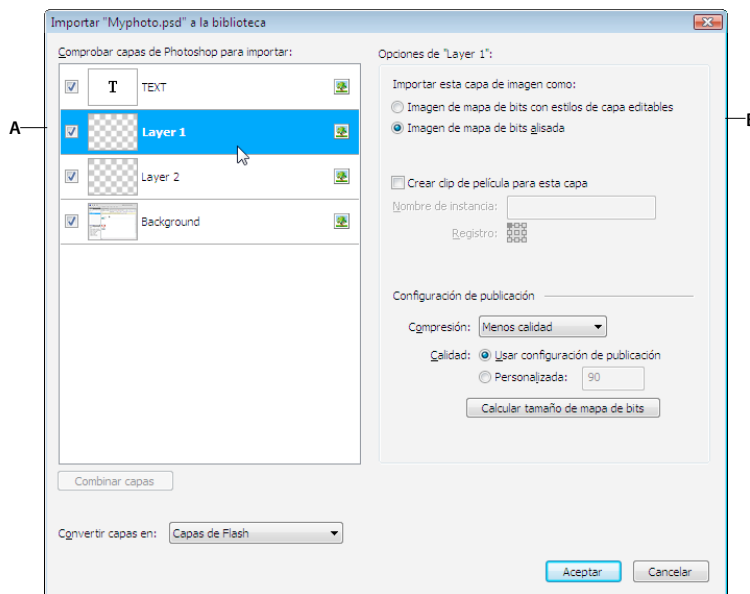 Importar "Myphoto.psd" a la biblioteca
Comprobar capas de Photoshop para importar:
T TEXT
A
Layer 1
Layer 2
Background
Combinar capas
Convertir capas en: Capas de Flash
Opciones de "Layer 1":
Importar esta capa de imagen como:
Imagen de mapa de bits con estilos de capa editables
Imagen de mapa de bits alisada
Crear clip de película para esta capa
Nombre de instancia:
Registro:
Configuración de publicación
Compresión: Menos calidad
Calidad: Usar configuración de publicación
Personalizada: 90
Calcular tamaño de mapa de bits
Aceptar Cancelar